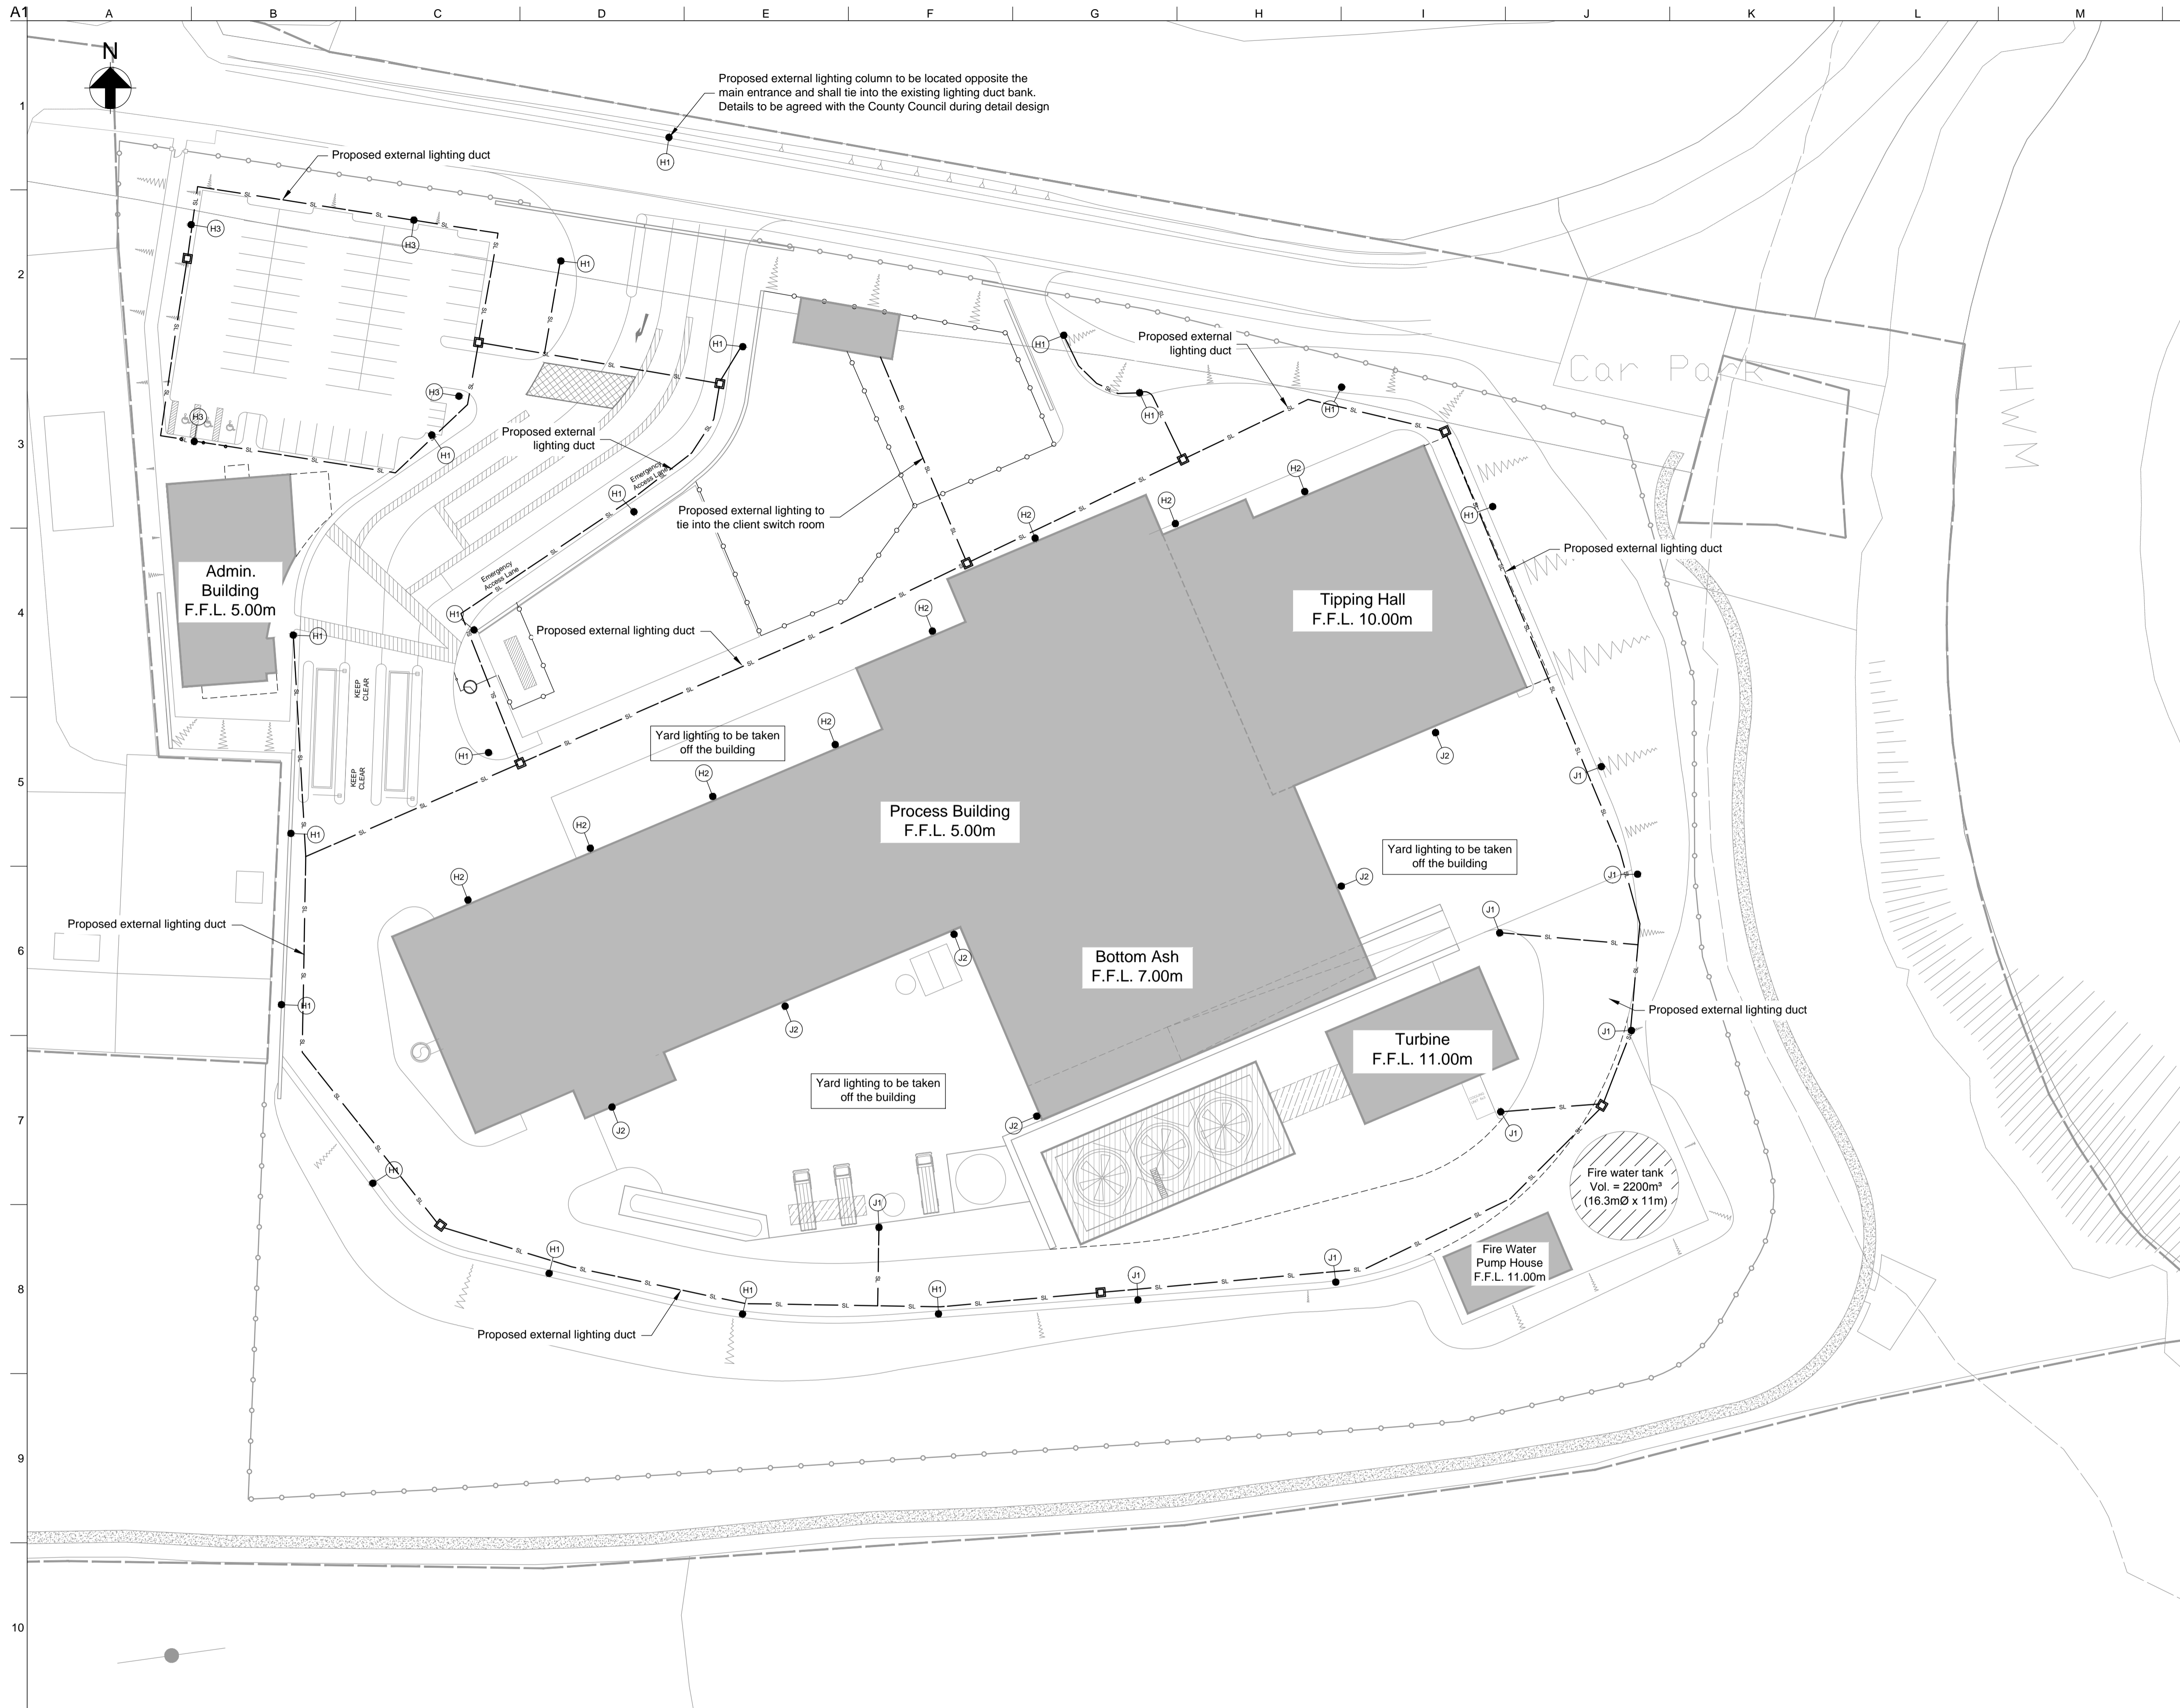 A1
A B C D E F G H I J K L M
N
1
Proposed external lighting column to be located opposite the
main entrance and shall tie into the existing lighting duct bank.
Details to be agreed with the County Council during detail design
H1
Proposed external lighting duct
SL SL SL SL
H3
H3
H1
2
H1
H1
Proposed external
lighting duct
H1
H1
Car Park
HWM
H3
H3
H1
3
Proposed external
lighting duct
Emergency
Access Lane
H1
Proposed external lighting to
tie into the client switch room
H2
H2
H2
H1
Proposed external lighting duct
Emergency
Access Lane
Admin.
Building
F.F.L. 5.00m
4
Tipping Hall
F.F.L. 10.00m
H1
H2
H1
Proposed external lighting duct
KEEP
CLEAR
H2
Yard lighting to be taken
off the building
H1
J2
5
H2
J1
KEEP
CLEAR
Process Building
F.F.L. 5.00m
H2
H1
Yard lighting to be taken
off the building
H2
J2
J1
J1
Proposed external lighting duct
6
J2
Bottom Ash
F.F.L. 7.00m
H1
Proposed external lighting duct
J2
J1
Turbine
F.F.L. 11.00m
Yard lighting to be taken
off the building
7
J2
J2
J1
H1
Fire water tank
Vol. = 2200m³
(16.3mØ x 11m)
J1
H1
Fire Water
Pump House
F.F.L. 11.00m
J1
J1
8
H1
H1
Proposed external lighting duct
9
10